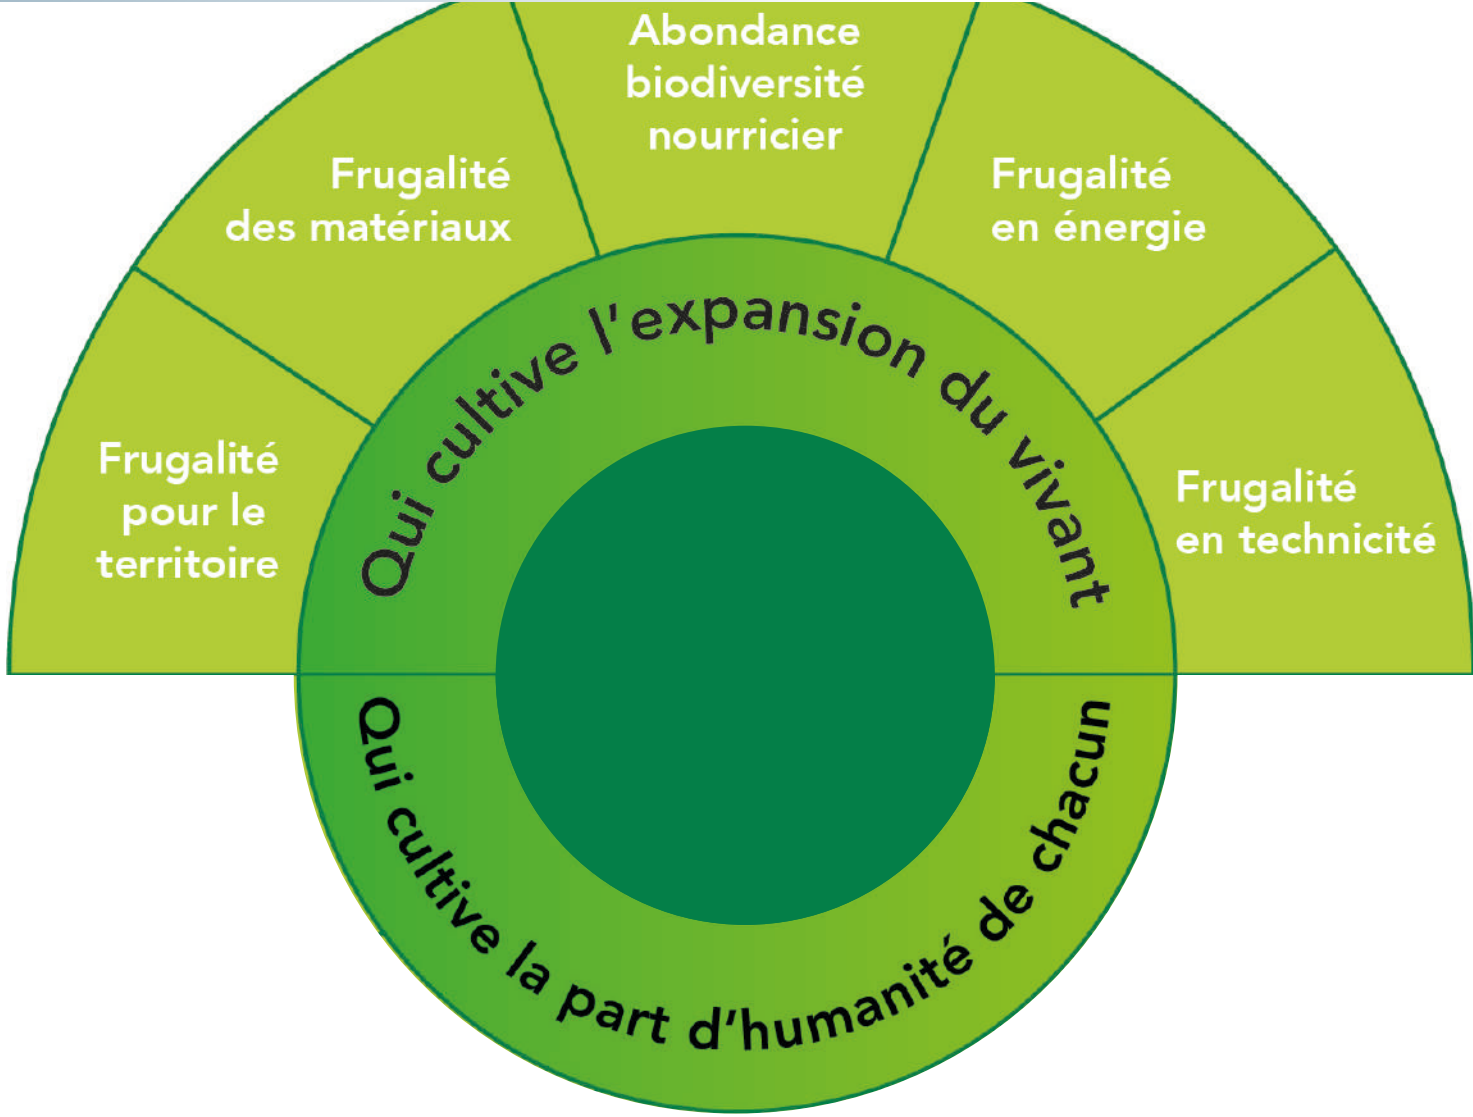 Abondance
biodiversité
nourricier
Frugalité
des matériaux
Frugalité
en énergie
Qui cultive l'expansion du vivant
Frugalité
pour le
territoire
Frugalité
en technicité
Qui cultive la part d'humanité de chacun